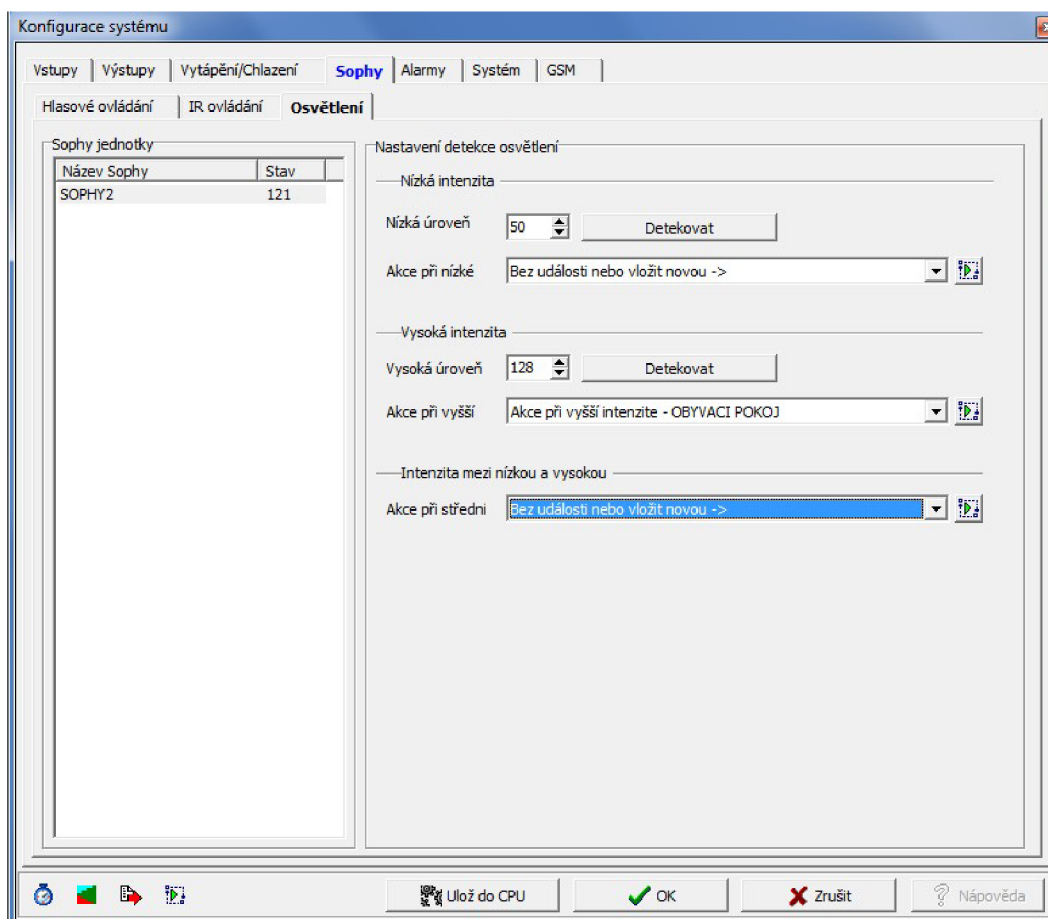 Konfigurace systému
Vstupy Výstupy Vytápění/Chlazení Sophy Alarmy Systém GSM
Hlasové ovládání IR ovládání Osvětlení
Sophy jednotky
Název Sophy Stav
SOPHY2 121
Nastavení detekce osvětlení
Nízká intenzita
Nízká úroveň 50 Detekovat
Akce při nízké Bez události nebo vložit novou ->
Vysoká intenzita
Vysoká úroveň 128 Detekovat
Akce při vyšší Akce při vyšší intenzite - OBYVACI POKOJ
Intenzita mezi nízkou a vysokou
Akce při středni Bez události nebo vložit novou ->
Ulož do CPU OK Zrušit Nápověda